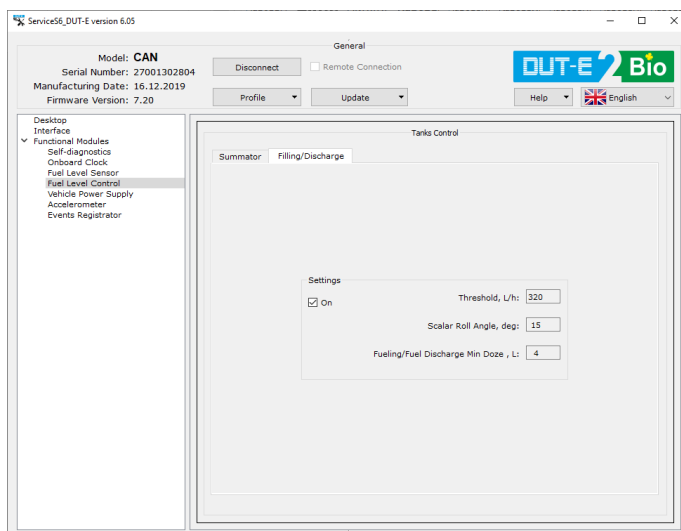 ServiceS6_DUT-E version 6.05
General
Model: CAN
Serial Number: 27001302804
Manufacturing Date: 16.12.2019
Firmware Version: 7.20
Disconnect
Remote Connection
DUT-E 2 Bio
Profile
Update
Help
English
Desktop
Interface
Functional Modules
Self-diagnostics
Onboard Clock
Fuel Level Sensor
Fuel Level Control
Vehicle Power Supply
Accelerometer
Events Registrator
Tanks Control
Summator
Filling/Discharge
Settings
On
Threshold, L/h: 320
Scalar Roll Angle, deg: 15
Fueling/Fuel Discharge Min Doze , L: 4